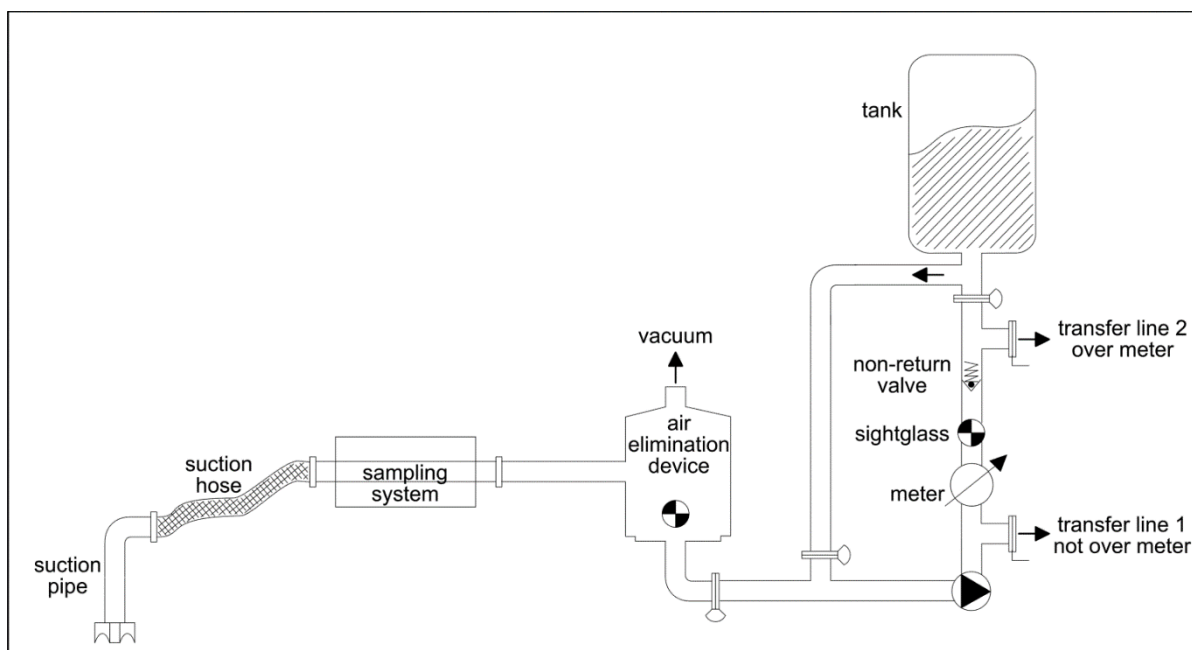 tank
transfer line 2
over meter
vacuum
non-return
valve
air
elimination
device
sightglass
suction
hose
sampling
system
meter
transfer line 1
not over meter
suction
pipe